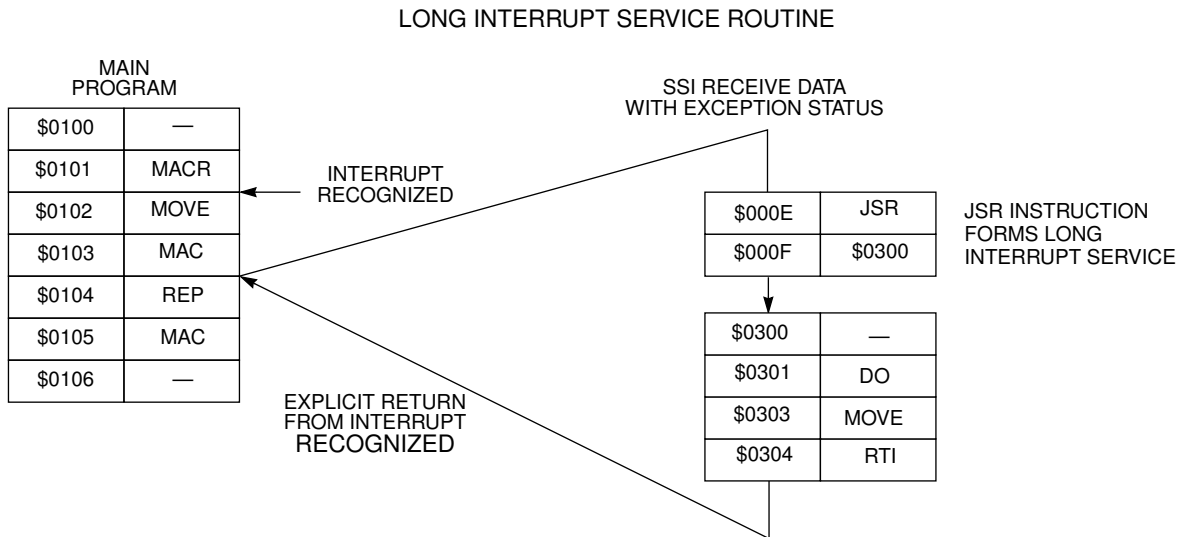 LONG INTERRUPT SERVICE ROUTINE
MAIN
PROGRAM
$0100 —
$0101 MACR
$0102 MOVE
$0103 MAC
$0104 REP
$0105 MAC
$0106 —
INTERRUPT
RECOGNIZED
SSI RECEIVE DATA
WITH EXCEPTION STATUS
$000E JSR
$000F $0300
JSR INSTRUCTION
FORMS LONG
INTERRUPT SERVICE
$0300 —
$0301 DO
$0303 MOVE
$0304 RTI
EXPLICIT RETURN
FROM INTERRUPT
RECOGNIZED